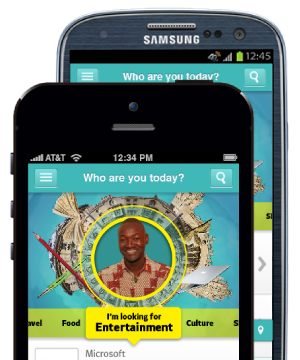 SAMSUNG
12:45
Who are you today?
AT&T
12:34 PM
Who are you today?
I'm looking for
Entertainment
avel
Food
Culture
S
S
Microsoft